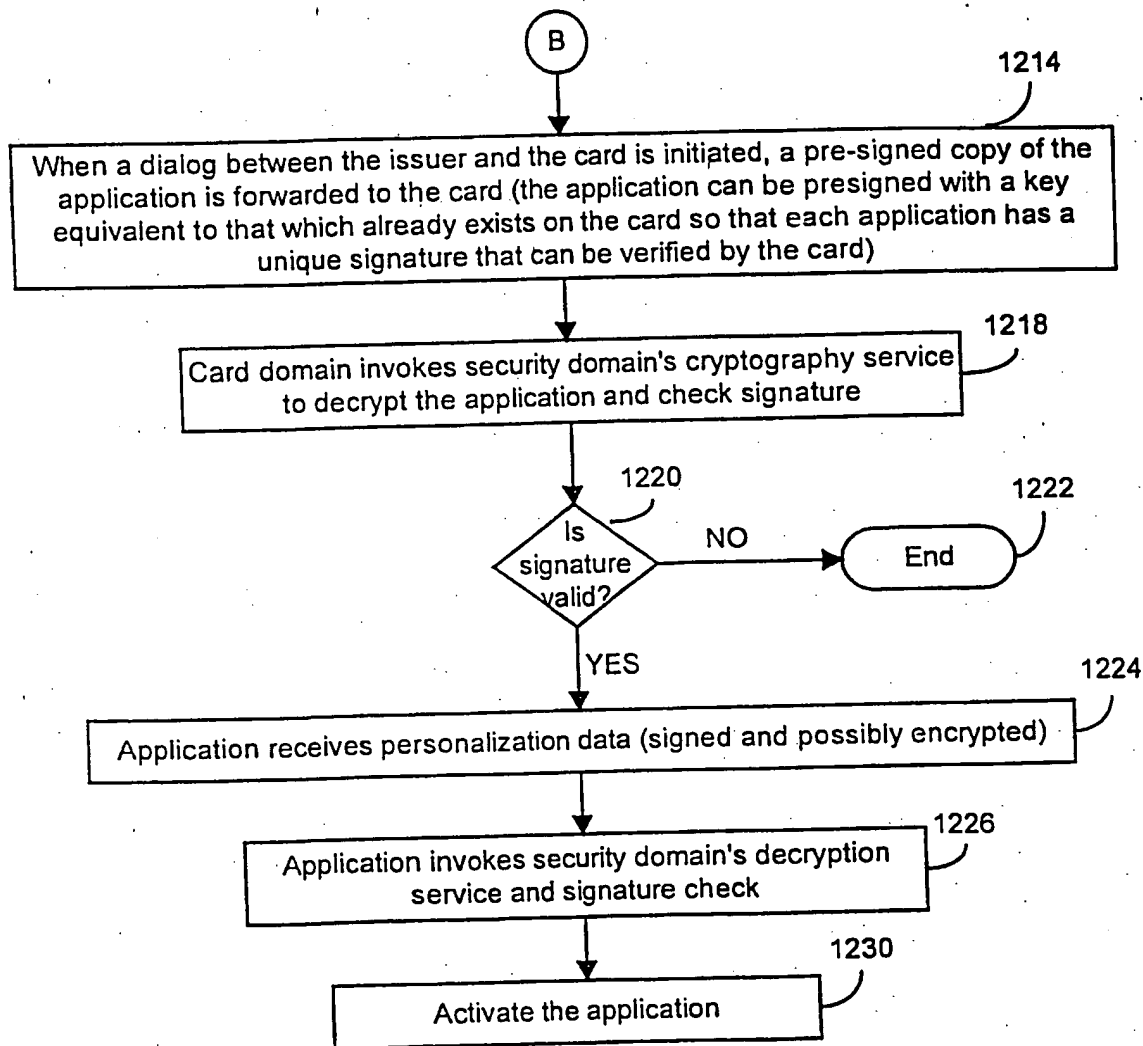 B
1214
When a dialog between the issuer and the card is initiated, a pre-signed copy of the
application is forwarded to the card (the application can be presigned with a key
equivalent to that which already exists on the card so that each application has a
unique signature that can be verified by the card)
1218
Card domain invokes security domain's cryptography service
to decrypt the application and check signature
1220
1222
Is
signature
valid?
NO
End
YES
1224
Application receives personalization data (signed and possibly encrypted)
1226
Application invokes security domain's decryption
service and signature check
1230
Activate the application